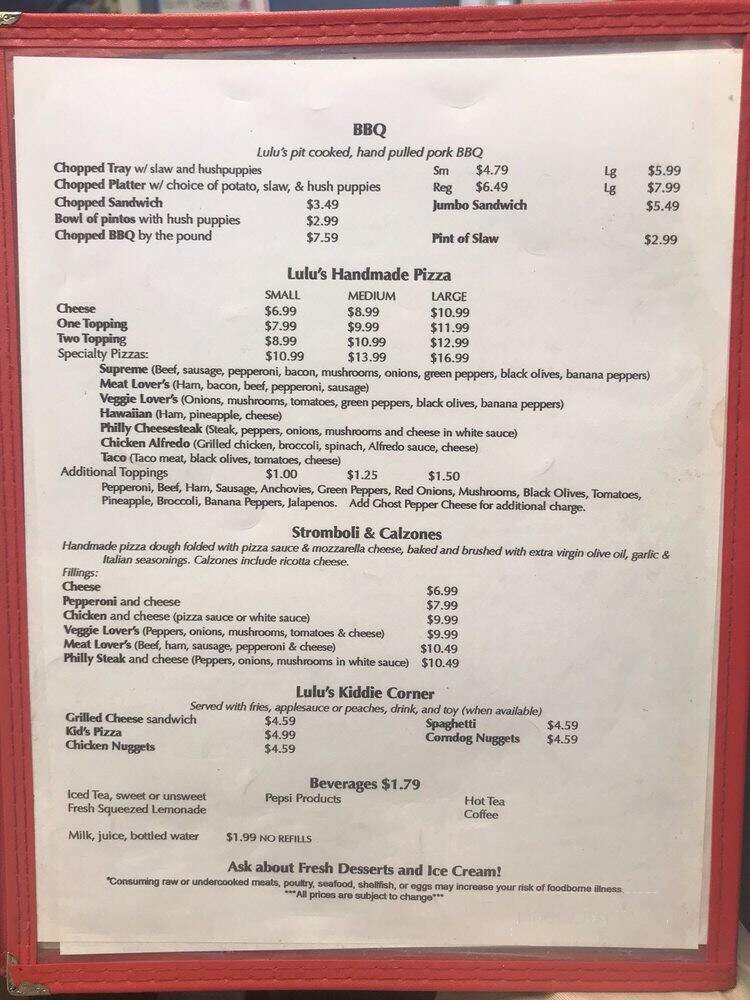 BBQ
Lulu's pit cooked, hand pulled pork BBQ
Chopped Tray w/ slaw and hushpuppies Sm $4.79 Lg $5.99
Chopped Platter w/ choice of potato, slaw, & hush puppies Reg $6.49 Lg $7.99
Chopped Sandwich $3.49 Jumbo Sandwich $5.49
Bowl of pintos with hush puppies $2.99
Chopped BBQ by the pound $7.59 Pint of Slaw $2.99
Lulu's Handmade Pizza
SMALL MEDIUM LARGE
Cheese $6.99 $8.99 $10.99
One Topping $7.99 $9.99 $11.99
Two Topping $8.99 $10.99 $12.99
Specialty Pizzas: $10.99 $13.99 $16.99
Supreme (Beef, sausage, pepperoni, bacon, mushrooms, onions, green peppers, black olives, banana peppers)
Meat Lover's (Ham, bacon, beef, pepperoni, sausage)
Veggie Lover's (Onions, mushrooms, tomatoes, green peppers, black olives, banana peppers)
Hawaiian (Ham, pineapple, cheese)
Philly Cheesesteak (Steak, peppers, onions, mushrooms and cheese in white sauce)
Chicken Alfredo (Grilled chicken, broccoli, spinach, Alfredo sauce, cheese)
Taco (Taco meat, black olives, tomatoes, cheese)
Additional Toppings $1.00 $1.25 $1.50
Pepperoni, Beef, Ham, Sausage, Anchovies, Green Peppers, Red Onions, Mushrooms, Black Olives, Tomatoes,
Pineapple, Broccoli, Banana Peppers, Jalapenos. Add Ghost Pepper Cheese for additional charge.
Stromboli & Calzones
Handmade pizza dough folded with pizza sauce & mozzarella cheese, baked and brushed with extra virgin olive oil, garlic &
Italian seasonings. Calzones include ricotta cheese.
Fillings:
Cheese $6.99
Pepperoni and cheese $7.99
Chicken and cheese (pizza sauce or white sauce) $9.99
Veggie Lover's (Peppers, onions, mushrooms, tomatoes & cheese) $9.99
Meat Lover's (Beef, ham, sausage, pepperoni & cheese) $10.49
Philly Steak and cheese (Peppers, onions, mushrooms in white sauce) $10.49
Lulu's Kiddie Corner
Served with fries, applesauce or peaches, drink, and toy (when available)
Grilled Cheese sandwich $4.59 Spaghetti $4.59
Kid's Pizza $4.99 Corndog Nuggets $4.59
Chicken Nuggets $4.59
Beverages $1.79
Iced Tea, sweet or unsweet Pepsi Products Hot Tea
Fresh Squeezed Lemonade Coffee
Milk, juice, bottled water $1.99 NO REFILLS
Ask about Fresh Desserts and Ice Cream!
*Consuming raw or undercooked meats, poultry, seafood, shellfish, or eggs may increase your risk of foodborne illness.
***All prices are subject to change***